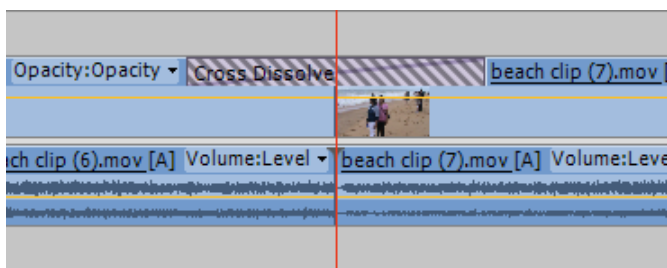 Opacity:Opacity Cross Dissolve beach clip (7).mov [
ach clip (6).mov [A] Volume:Level beach clip (7).mov [A] Volume:Leve